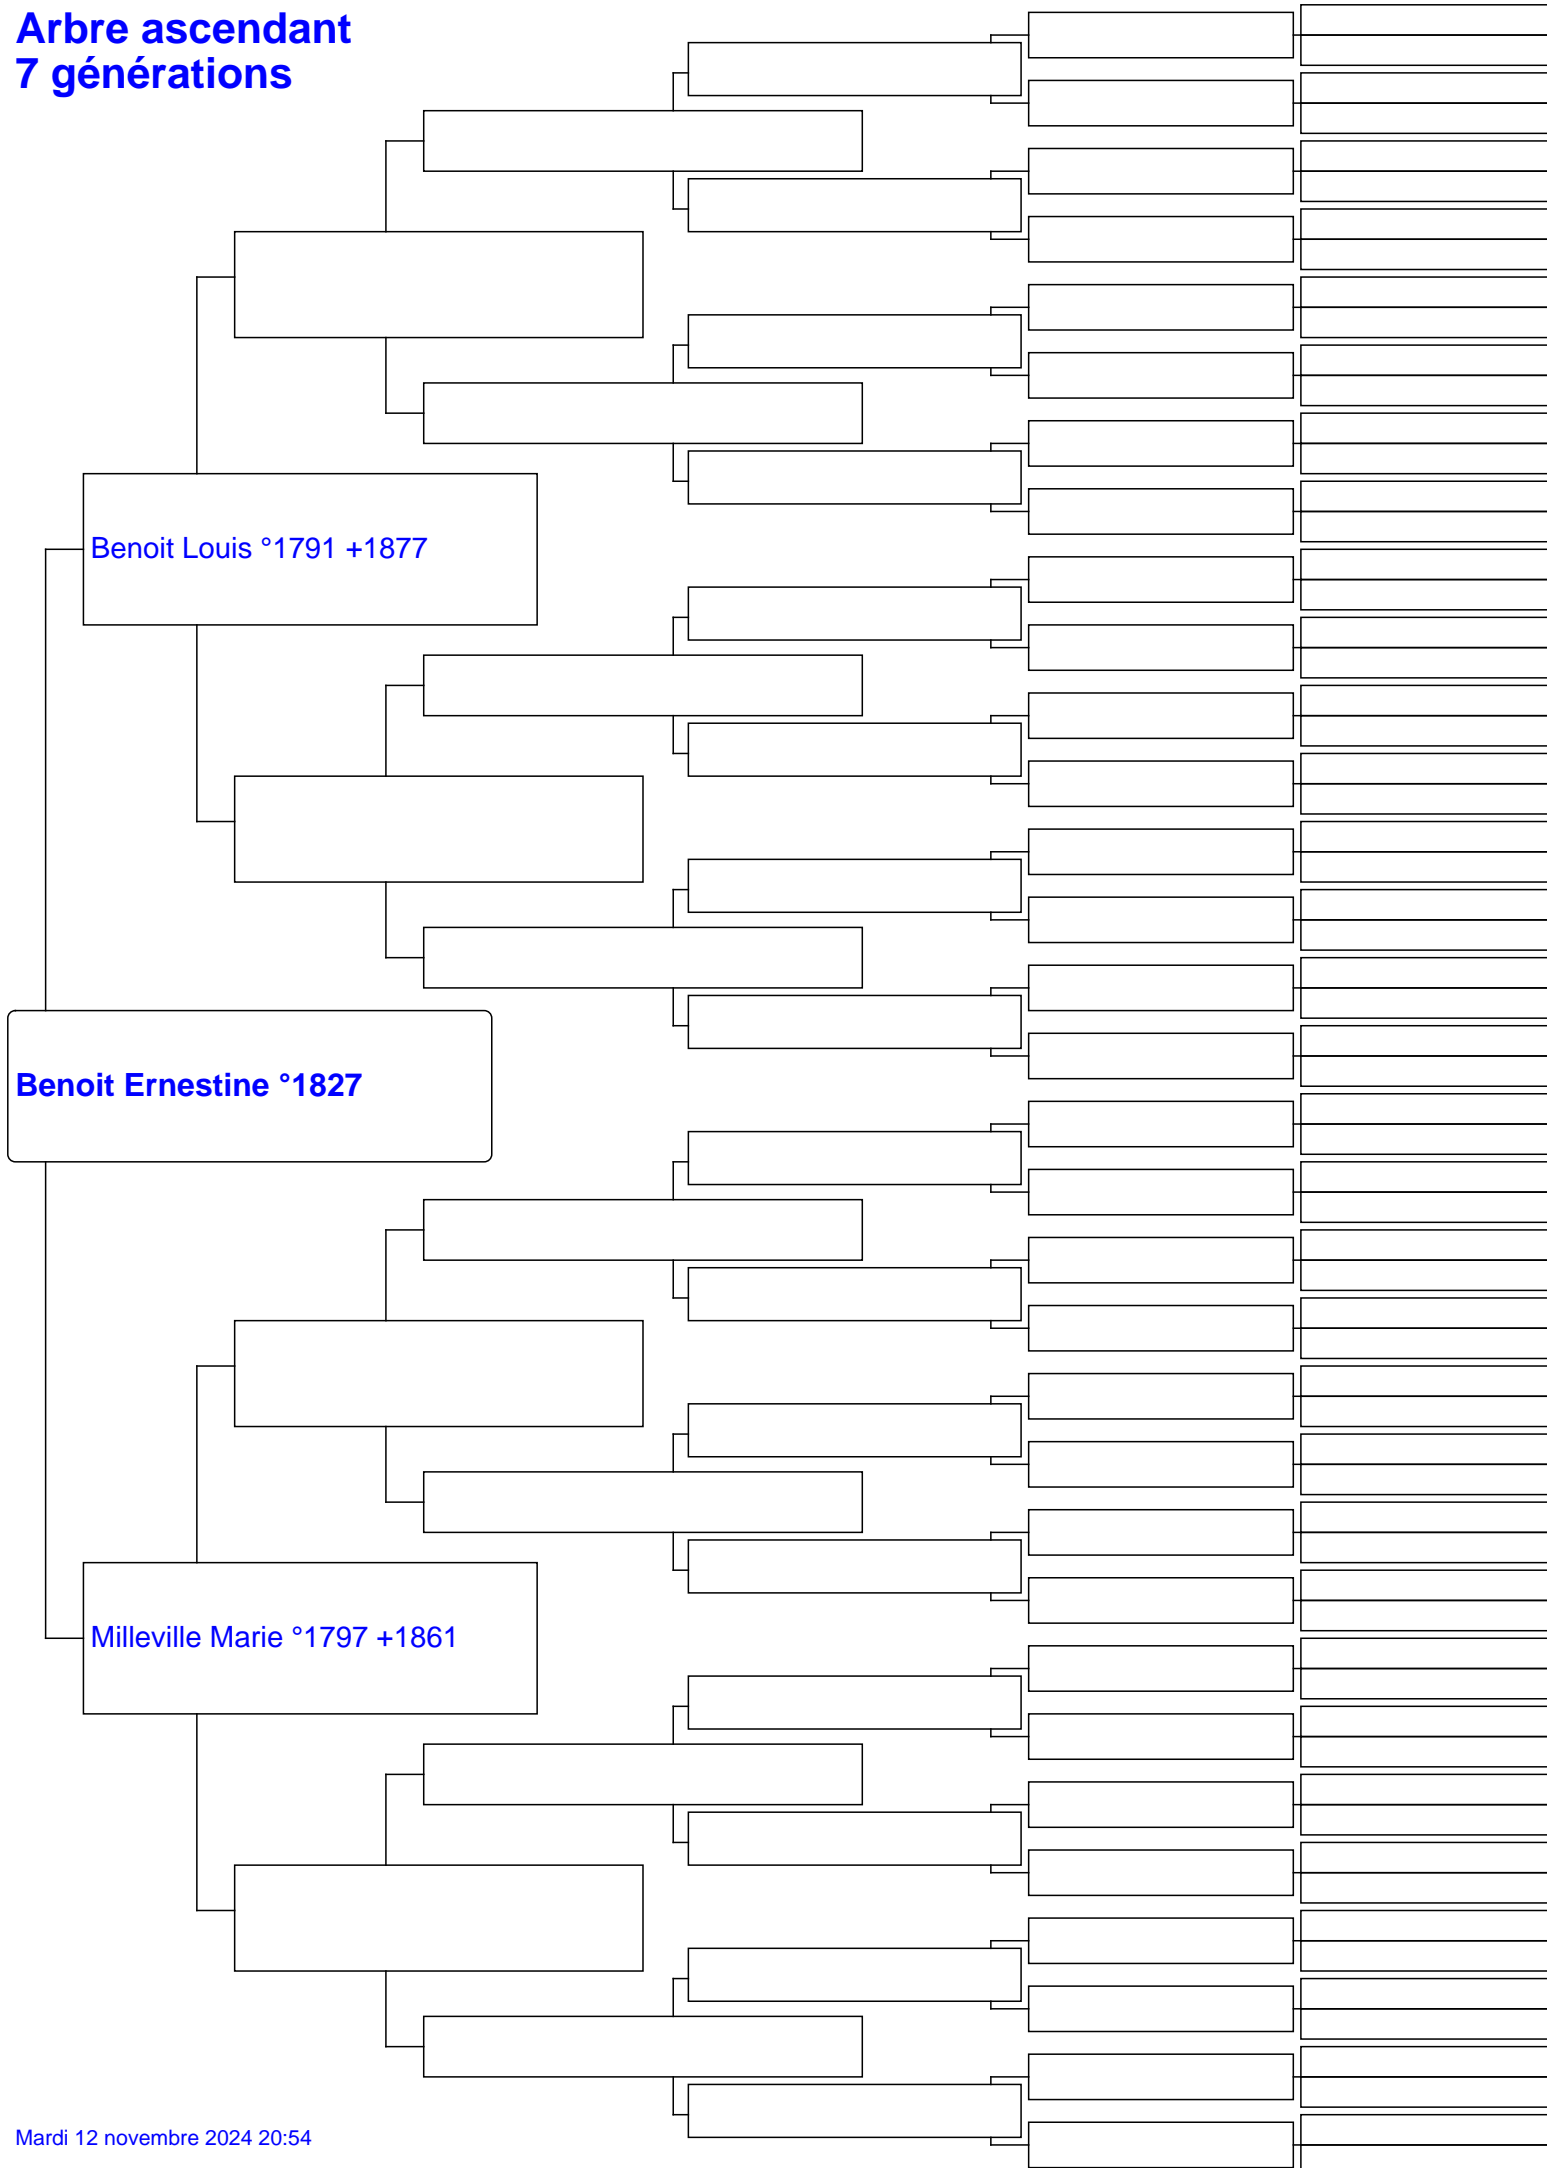 Arbre ascendant
7 générations
Benoit Louis °1791 +1877
Benoit Ernestine °1827
Milleville Marie °1797 +1861
Mardi 12 novembre 2024 20:54